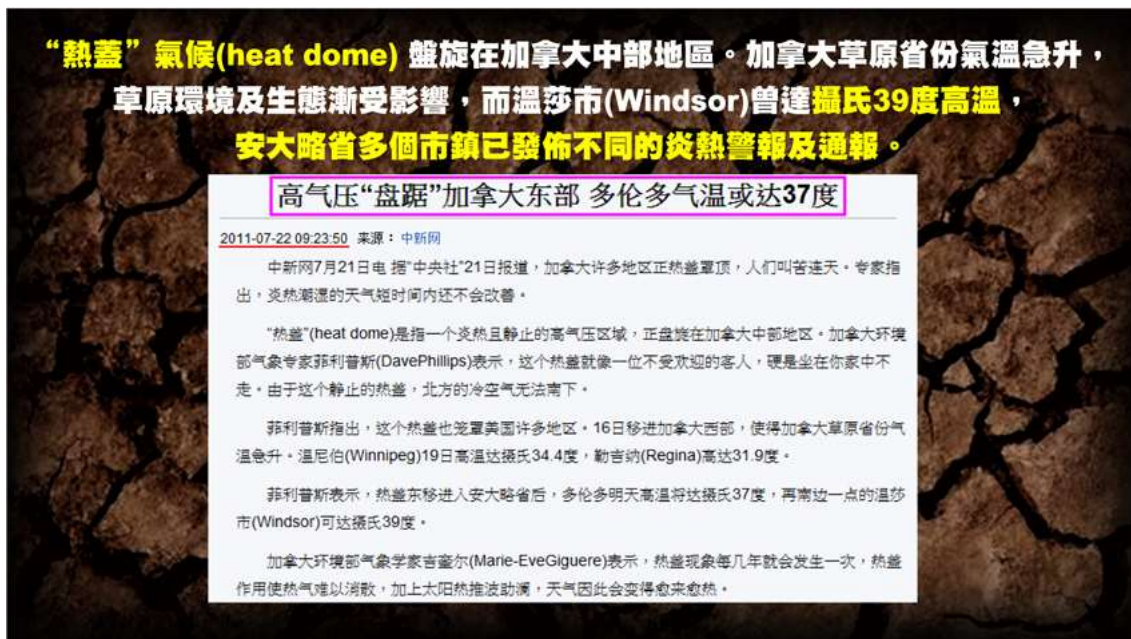 “熱蓋”氣候(heat dome) 盤旋在加拿大中部地區。加拿大草原省份氣溫急升，
草原環境及生態漸受影響，而溫莎市(Windsor)曾達攝氏39度高溫，
安大略省多個市鎮已發佈不同的炎熱警報及通報。
高气压“盘踞”加拿大东部 多伦多气温或达37度
2011-07-22 09:23:50 来源：中新网
中新网7月21日电 据“中央社”21日报道，加拿大许多地区正热盖罩顶，人们叫苦连天。专家指
出，炎热潮湿的天气短时间内还不会改善。
“热盖”(heat dome)是指一个炎热且静止的高气压区域，正盘旋在加拿大中部地区。加拿大环境
部气象专家菲利普斯(DavePhillips)表示，这个热盖就像一位不受欢迎的客人，硬是坐在你家中不
走。由于这个静止的热盖，北方的冷空气无法南下。
菲利普斯指出，这个热盖也笼罩美国许多地区。16日移进加拿大西部，使得加拿大草原省份气
温急升。温尼伯(Winnipeg)19日高温达摄氏34.4度，勒吉纳(Regina)高达31.9度。
菲利普斯表示，热盖东移进入安大略省后，多伦多明天高温将达摄氏37度，再南边一点的温莎
市(Windsor)可达摄氏39度。
加拿大环境部气象学家吉奎尔(Marie-EveGiguere)表示，热盖现象每几年就会发生一次，热盖
作用使热气难以消散，加上太阳热推波助澜，天气因此会变得愈来愈热。